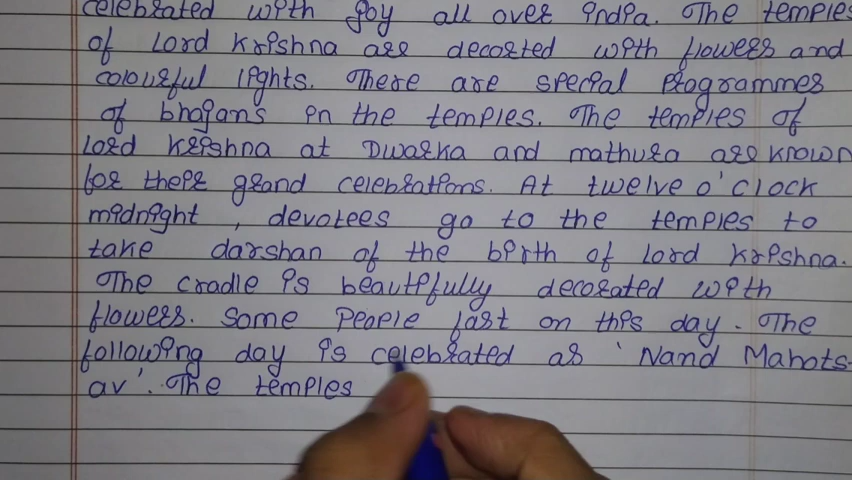 celebrated with joy all over india. The temples
of lord Krishna are decorted with flowers and
colourful lights. There are special programmes
of bhajans in the temples. The temples of
lord Krishna at Dwarka and mathura are known
for their grand celebrations. At twelve o'clock
midnight , devotees go to the temples to
take darshan of the birth of lord Krishna.
The cradle is beautifully decorated with
flowers. Some people fast on this day. The
following day is celebrated as 'Nand Mahots-
av'. The temples